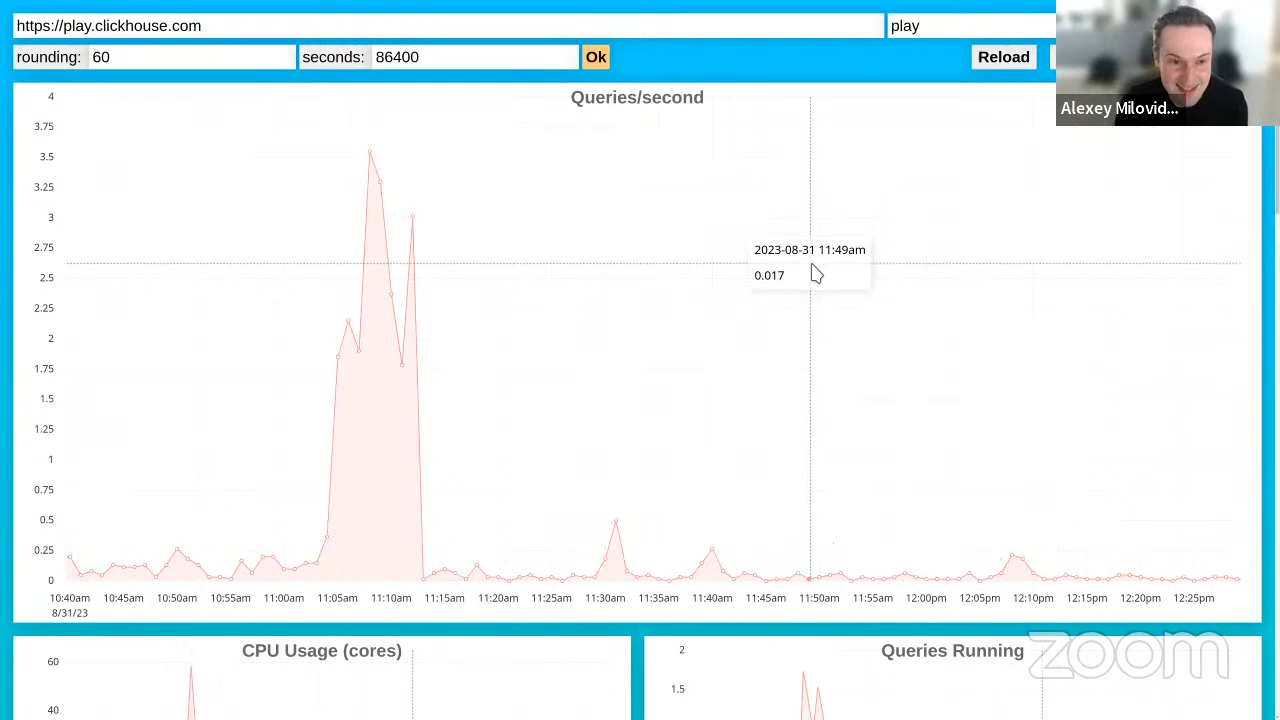 https://play.clickhouse.com
play
rounding: 60
seconds: 86400
Ok
Reload
Alexey Milovid...
Queries/second
4
3.75
3.5
3.25
3
2.75
2.5
2.25
2
1.75
1.5
1.25
1
0.75
0.5
0.25
0
2023-08-31 11:49am
0.017
10:40am 10:45am 10:50am 10:55am 11:00am 11:05am 11:10am 11:15am 11:20am 11:25am 11:30am 11:35am 11:40am 11:45am 11:50am 11:55am 12:00pm 12:05pm 12:10pm 12:15pm 12:20pm 12:25pm
8/31/23
CPU Usage (cores)
60
40
Queries Running
2
1.5
zoom